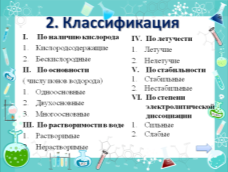 2. Классификация
I. По наличию кислорода
1. Кислородсодержащие
2. Бескислородные
II. По основности
( числу ионов водорода)
1. Одноосновные
2. Двухосновные
3. Многоосновные
III. По растворимости в воде
Растворимые
Нерастворимые
IV. По летучести
1. Летучие
2. Нелетучие
V. По стабильности
1. Стабильные
2. Нестабильные
VI. По степени
электролитической
диссоциации
1. Сильные
2. Слабые